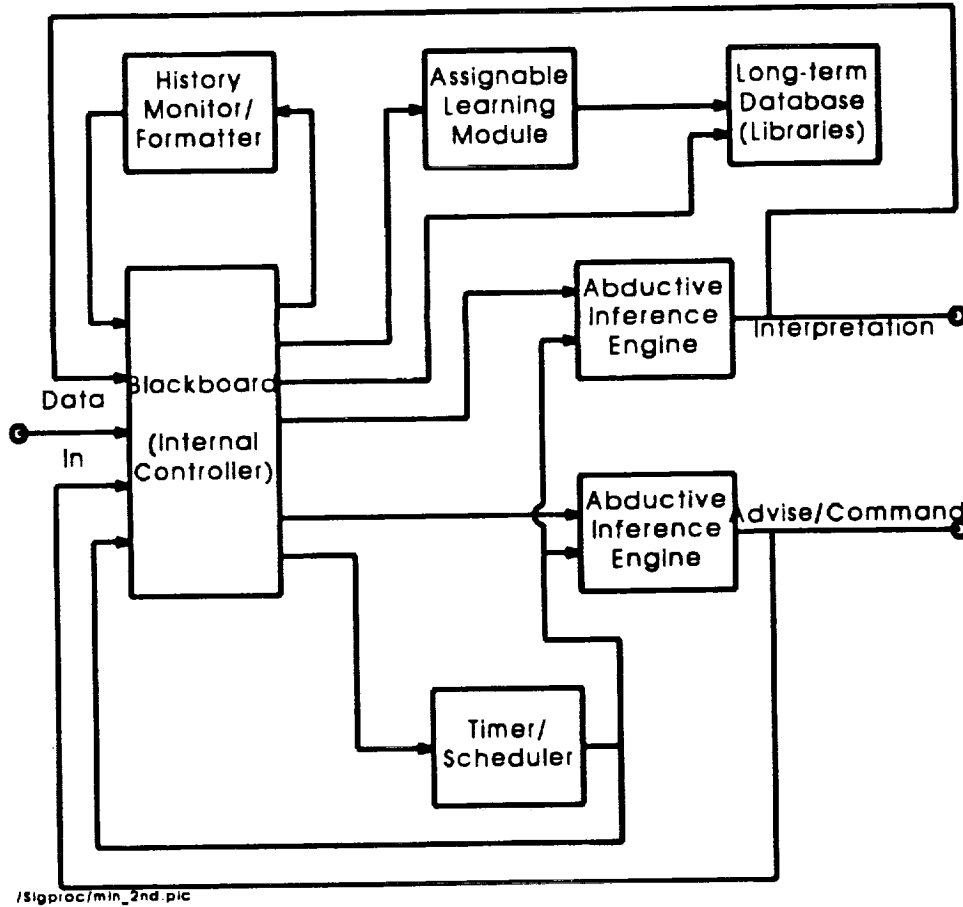 History
Monitor/
Formatter
Assignable
Learning
Module
Long-term
Database
(Libraries)
Abductive
Inference
Engine
Interpretation
Data
In
Blackboard
(Internal
Controller)
Abductive
Inference
Engine
Advise/Command
Timer/
Scheduler
/Sigproc/min_2nd.pic